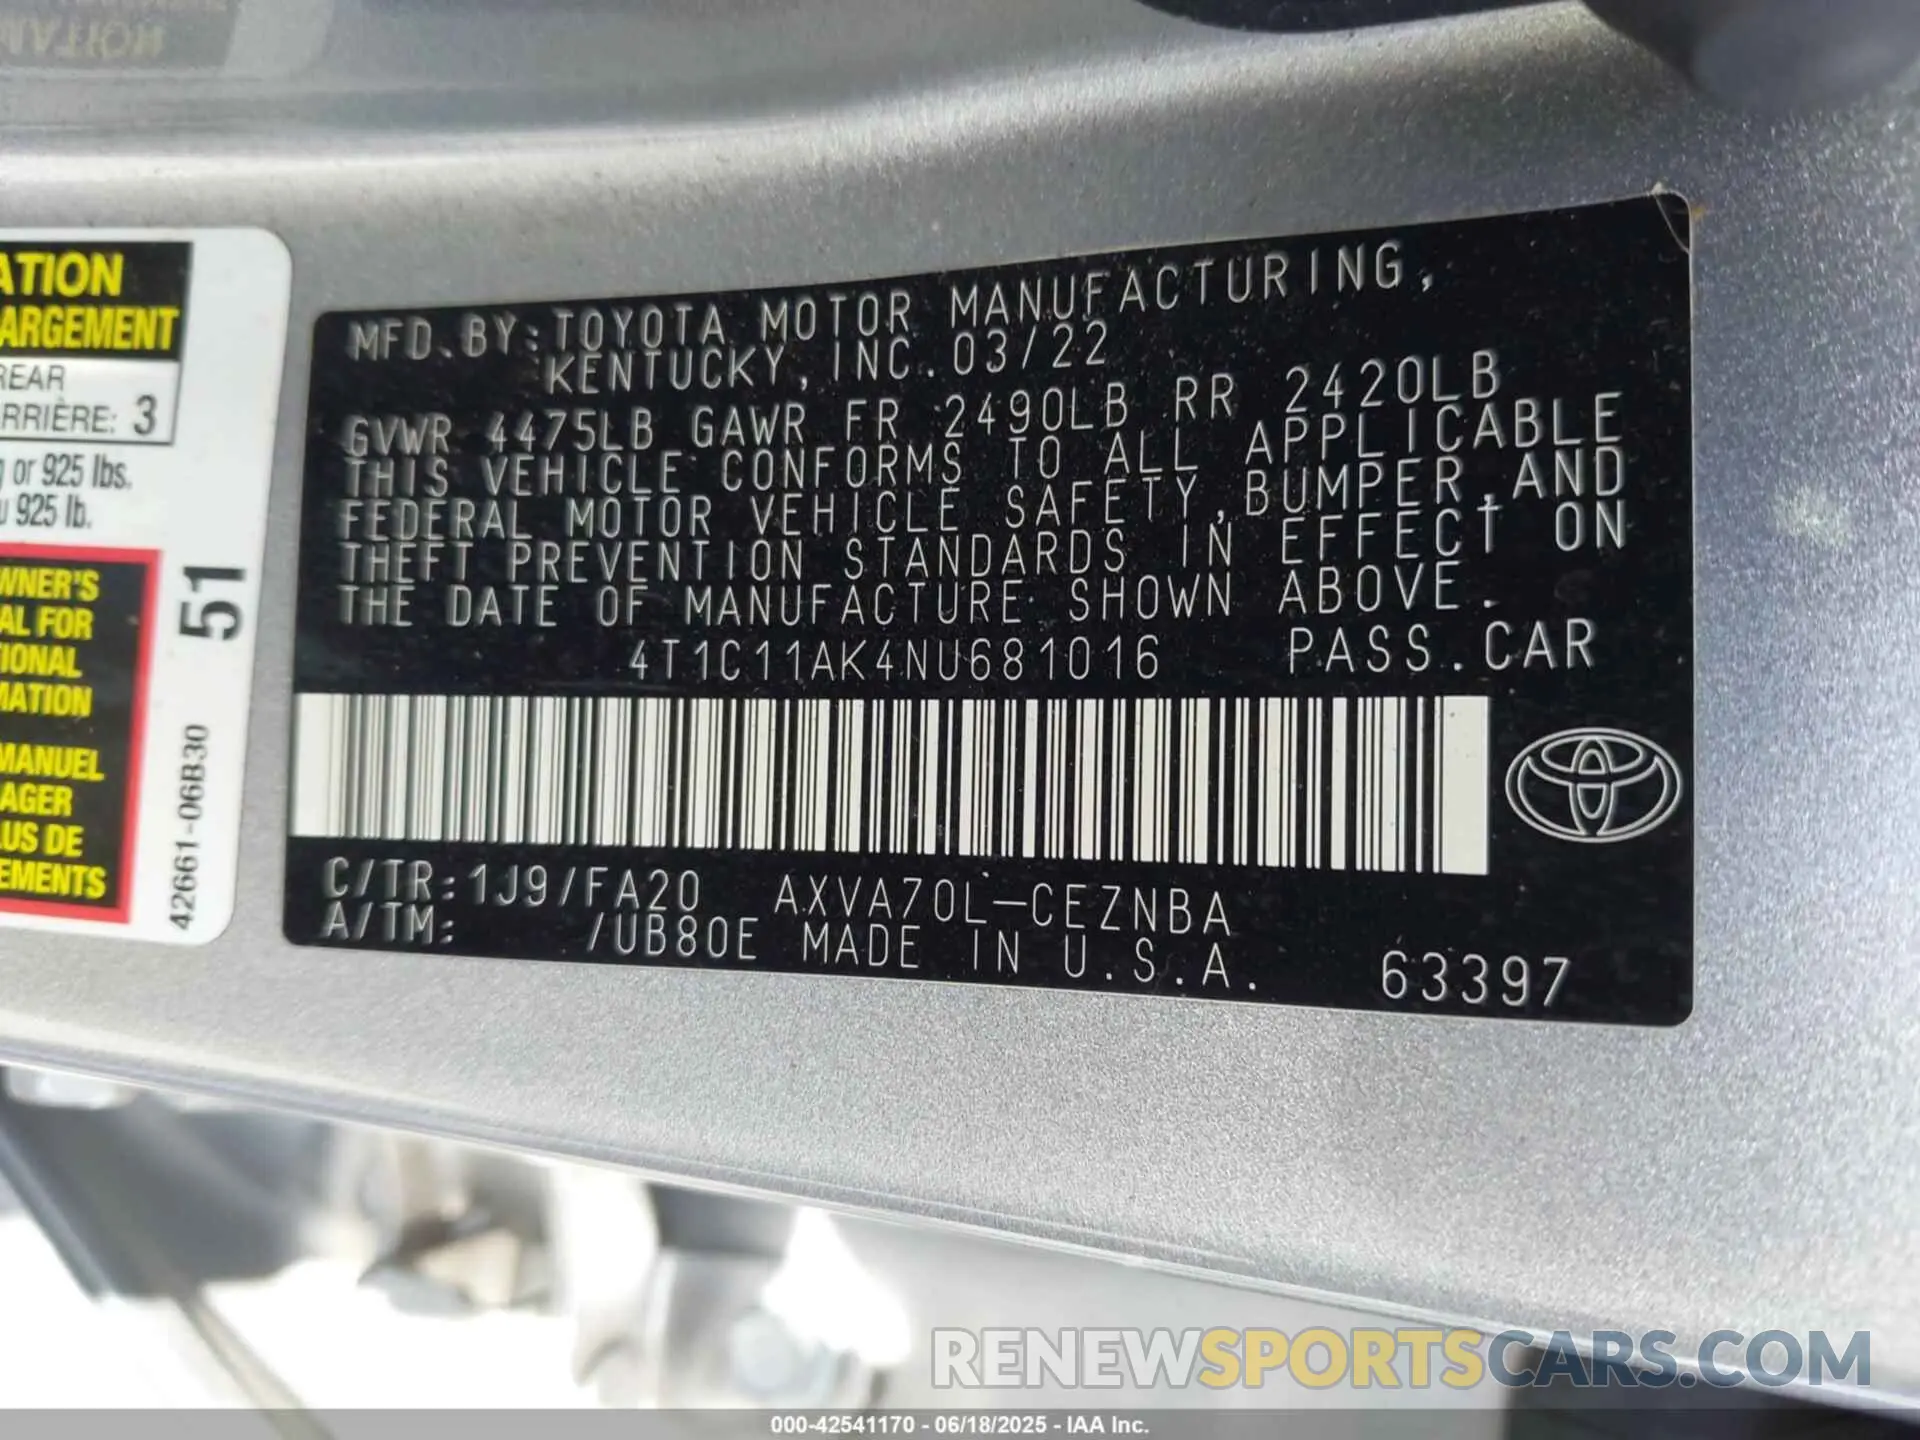 ATION
ARGEMENT
REAR
ARRIÈRE: 3
or 925 lbs.
925 lb.
OWNER'S
AL FOR
IONAL
MATION
MANUEL
AGER
LUS DE
EMENTS
51
42661-06B30
MFD. BY: TOYOTA MOTOR MANUFACTURING,
KENTUCKY, INC. 03/22
GVWR 4475LB GAWR FR 2490LB RR 2420LB
THIS VEHICLE CONFORMS TO ALL APPLICABLE
FEDERAL MOTOR VEHICLE SAFETY, BUMPER, AND
THEFT PREVENTION STANDARDS IN EFFECT ON
THE DATE OF MANUFACTURE SHOWN ABOVE.
4T1C11AK4NU681016 PASS. CAR
C/TR: 1J9/FA20 AXVA70L-CEZNBA
A/TM: /UB80E MADE IN U.S.A. 63397
RENEWSPORTSCARS.COM
000-42541170 - 06/18/2025 - IAA Inc.